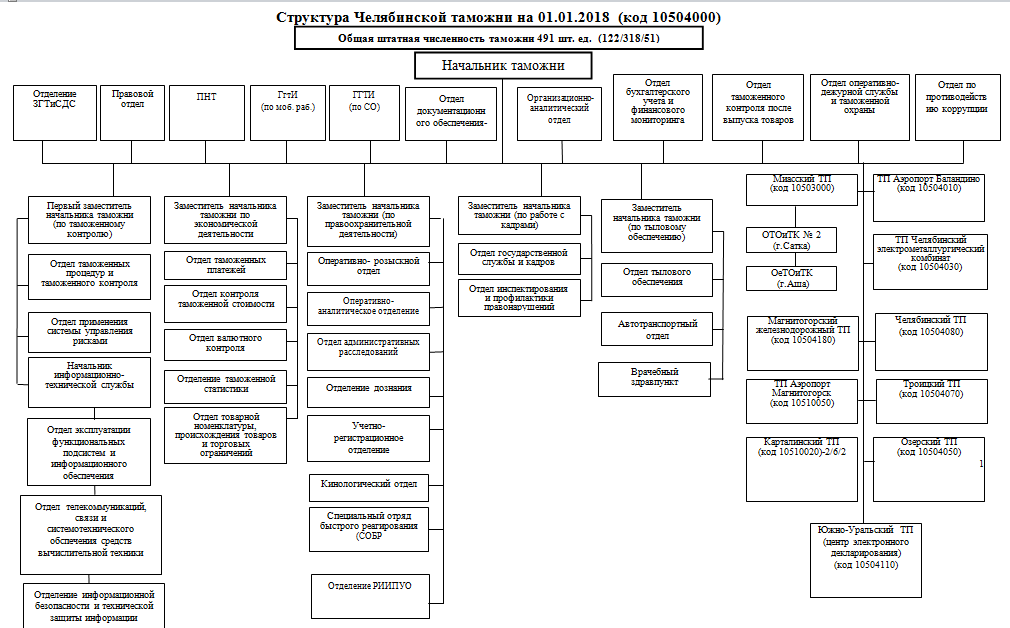 Структура Челябинской таможни на 01.01.2018 (код 10504000)
Общая штатная численность таможни 491 шт. ед. (122/318/51)
Начальник таможни
Отделение
ЗГТиСДС
Правовой
отдел
ПНТ
ГттИ
(по моб. раб.)
ГГТИ
(по СО)
Отдел
документационн
ого обеспечения-
Организационно-
аналитический
отдел
Отдел
бухгалтерского
учета и
финансового
мониторинга
Отдел
таможенного
контроля после
выпуска товаров
Отдел оперативно-
дежурной службы
и таможенной
охраны
Отдел по
противодейств
ию коррупции
Первый заместитель
начальника таможни
(по таможенному
контролю)
Отдел таможенных
процедур и
таможенного контроля
Отдел применения
системы управления
рисками
Начальник
информационно-
технической службы
Отдел эксплуатации
функциональных
подсистем и
информационного
обеспечения
Отдел телекоммуникаций,
связи и
системотехнического
обеспечения средств
вычислительной техники
Отделение информационной
безопасности и технической
защиты информации
Заместитель начальника
таможни по
экономической
деятельности
Отдел таможенных
платежей
Отдел контроля
таможенной стоимости
Отдел валютного
контроля
Отделение таможенной
статистики
Отдел товарной
номенклатуры,
происхождения товаров
и торговых
ограничений
Заместитель начальника
таможни (по
правоохранительной
деятельности)
Оперативно- розыскной
отдел
Оперативно-
аналитическое отделение
Отдел административных
расследований
Отделение дознания
Учетно-
регистрационное
отделение
Кинологический отдел
Специальный отряд
быстрого реагирования
(СОБР
Отделение РИИПУО
Заместитель начальника
таможни (по работе с
кадрами)
Отдел государственной
службы и кадров
Отдел инспектирования
и профилактики
правонарушений
Заместитель
начальника таможни
(по тыловому
обеспечению)
Отдел тылового
обеспечения
Автотранспортный
отдел
Врачебный
здравпункт
Миасский ТП
(код 10503000)
ОТОиТК № 2
(г.Сатка)
ОеТОиТК
(г.Аша)
Магнитогорский
железнодорожный ТП
(код 10504180)
ТП Аэропорт
Магнитогорск
(код 10510050)
Карталинский ТП
(код 10510020)-2/6/2
ТП Аэропорт Баландино
(код 10504010)
ТП Челябинский
электрометаллургический
комбинат
(код 10504030)
Челябинский ТП
(код 10504080)
Троицкий ТП
(код 10504070)
Озерский ТП
(код 10504050)
1
Южно-Уральский ТП
(центр электронного
декларирования)
(код 10504110)